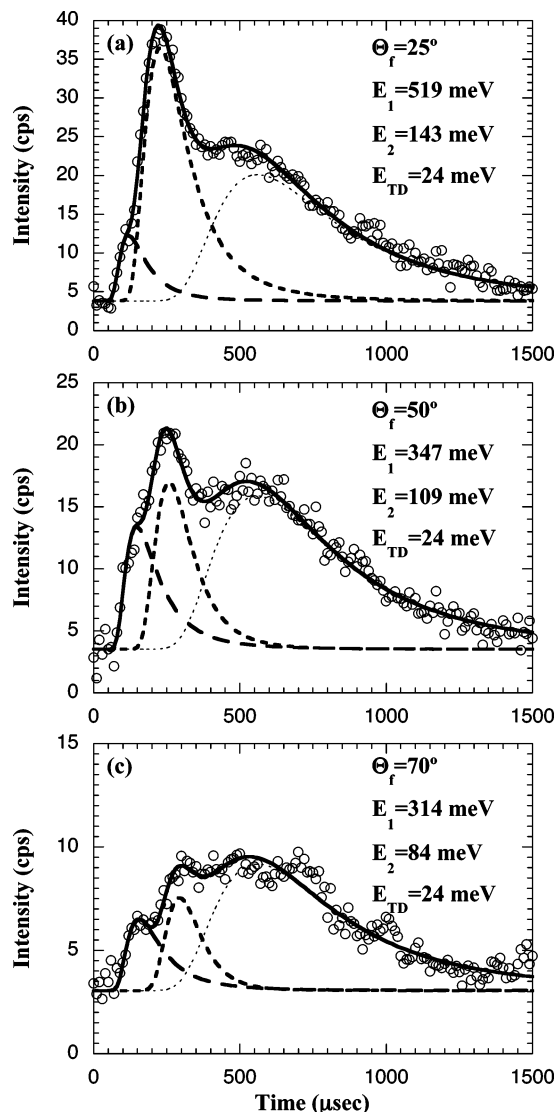 (a)
Θf=25º
E1=519 meV
E2=143 meV
ETD=24 meV
Intensity (cps)
40
35
30
25
20
15
10
5
0
0 500 1000 1500
(b)
Θf=50º
E1=347 meV
E2=109 meV
ETD=24 meV
Intensity (cps)
25
20
15
10
5
0
0 500 1000 1500
(c)
Θf=70º
E1=314 meV
E2=84 meV
ETD=24 meV
Intensity (cps)
15
10
5
0
0 500 1000 1500
Time (μsec)